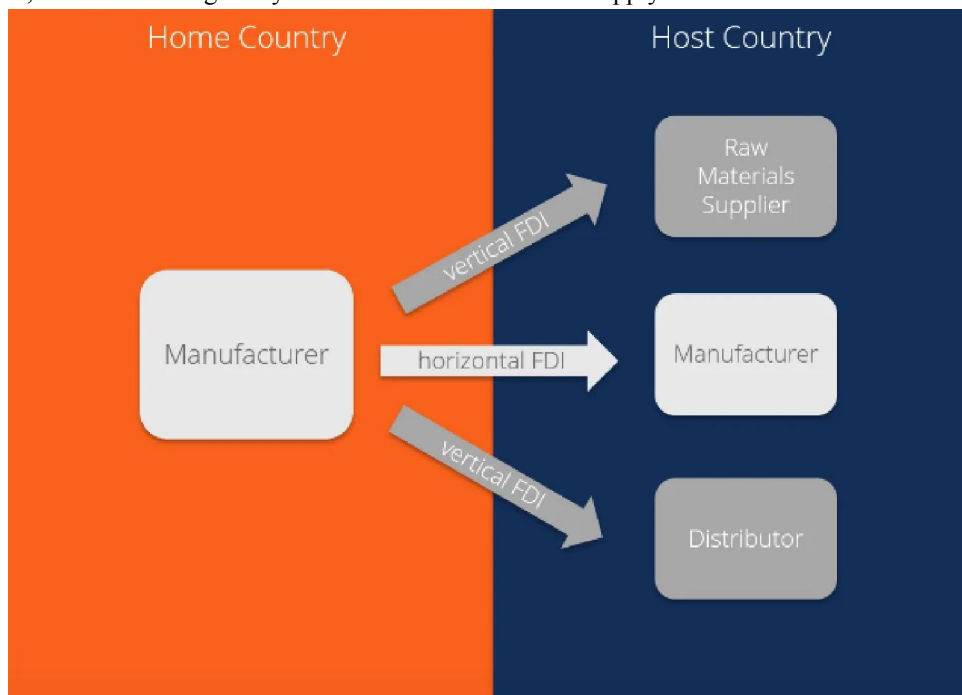 Home Country
Host Country
Raw
Materials
Supplier
vertical FDI
Manufacturer
horizontal FDI
Manufacturer
vertical FDI
Distributor